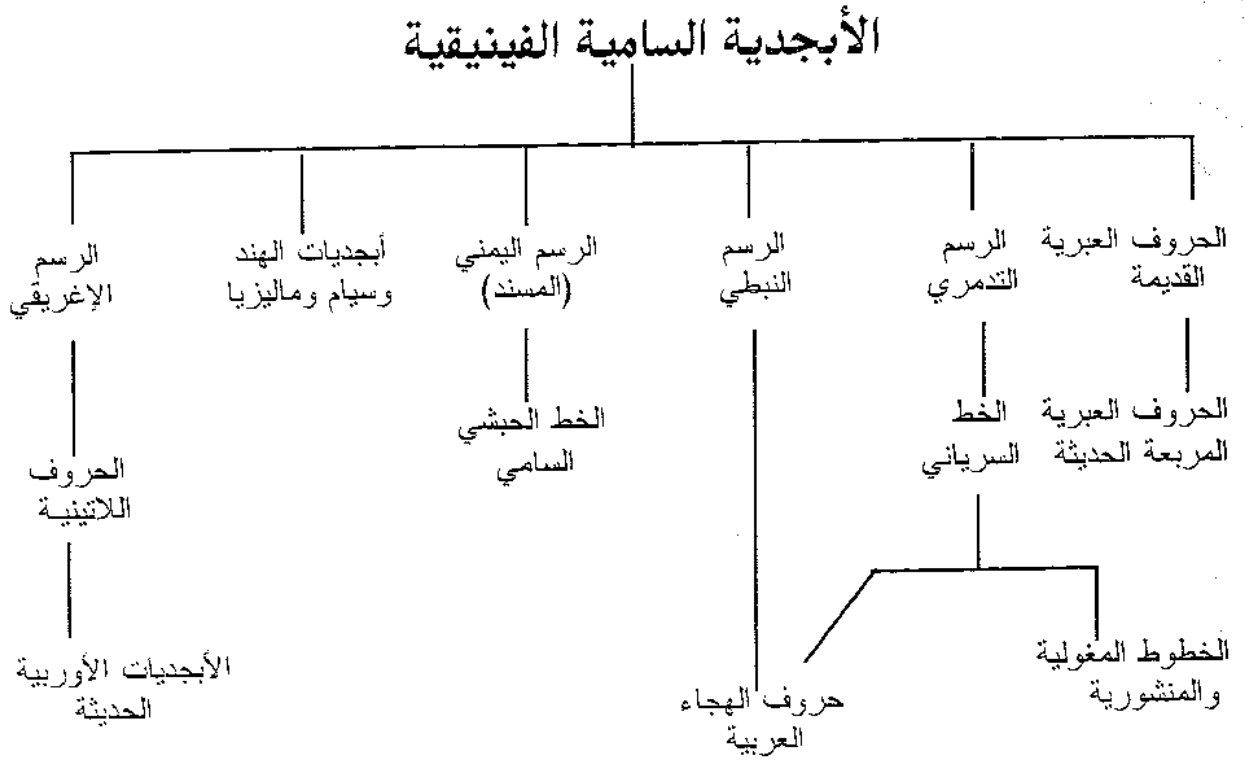 الأبجدية السامية الفينيقية
الحروف العبرية
القديمة
الرسم
التدمري
الرسم
النبطي
الرسم اليمني
(المسند)
أبجديات الهند
وسيام وماليزيا
الرسم
الإغريقي
الحروف العبرية
المربعة الحديثة
الخط
السرياني
الخط الحبشي
السامي
الحروف
اللاتينية
الخطوط المغولية
والمنشورية
حروف الهجاء
العربية
الأبجديات الأوربية
الحديثة